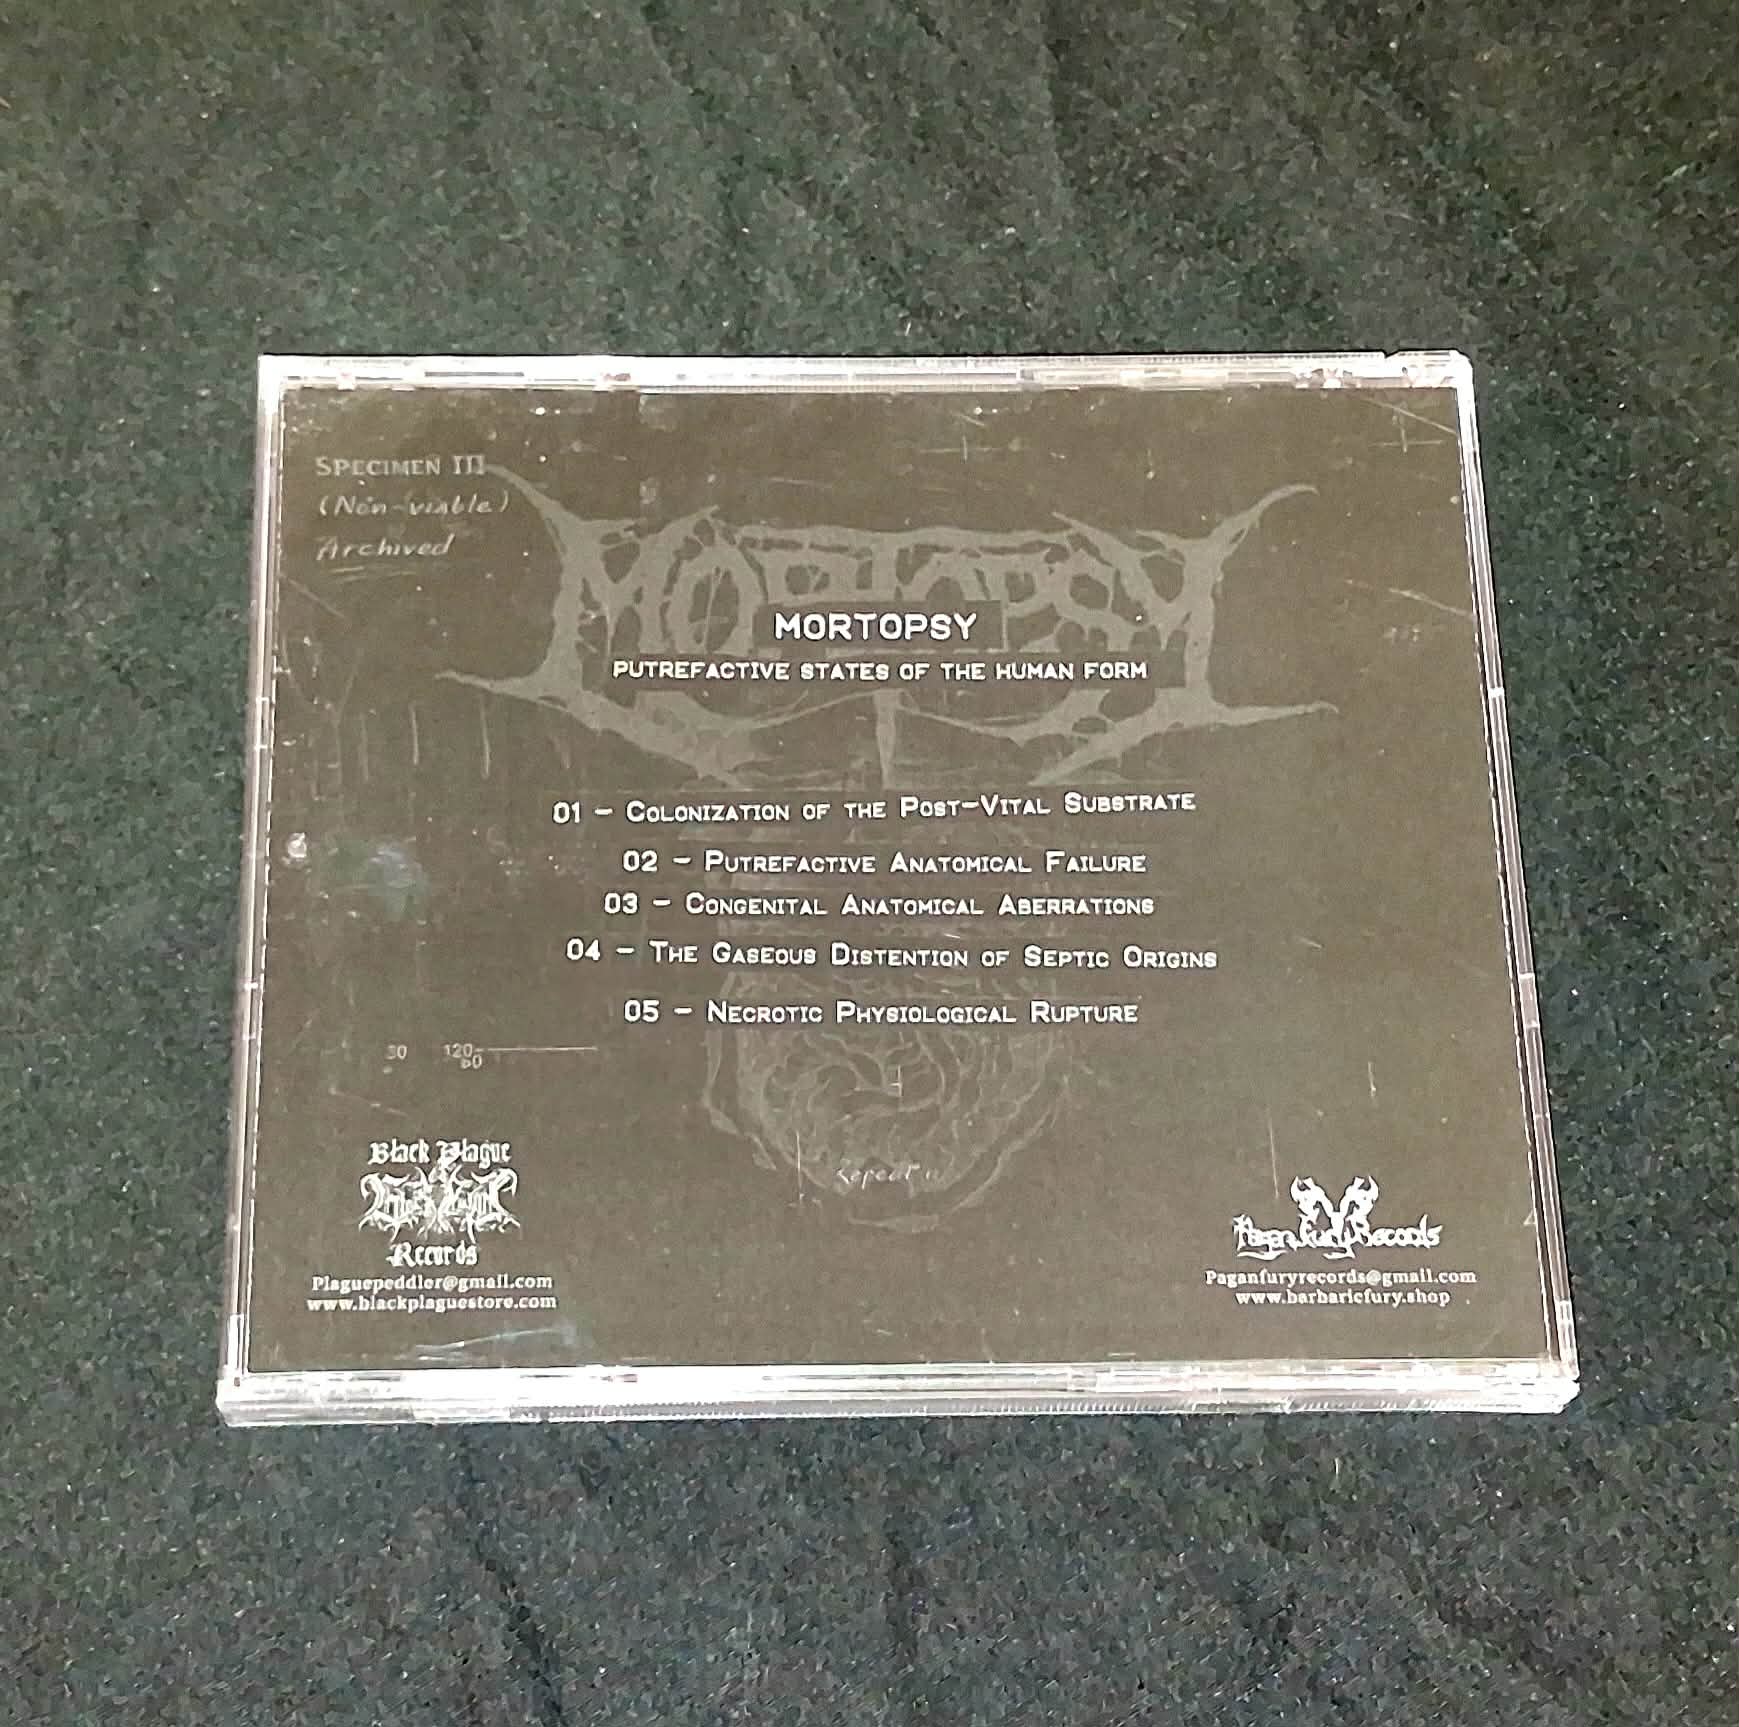 SPECIMEN III
(Non-viable)
Archived
MORTOPSY
MORTOPSY
PUTREFACTIVE STATES OF THE HUMAN FORM
01 – COLONIZATION OF THE POST-VITAL SUBSTRATE
02 – PUTREFACTIVE ANATOMICAL FAILURE
03 – CONGENITAL ANATOMICAL ABERRATIONS
04 – THE GASEOUS DISTENTION OF SEPTIC ORIGINS
05 – NECROTIC PHYSIOLOGICAL RUPTURE
120
Black Plague
Records
Plaguepeddler@gmail.com
www.blackplaguestore.com
Pagan Fury Records
Paganfuryrecords@gmail.com
www.barbaricfury.shop